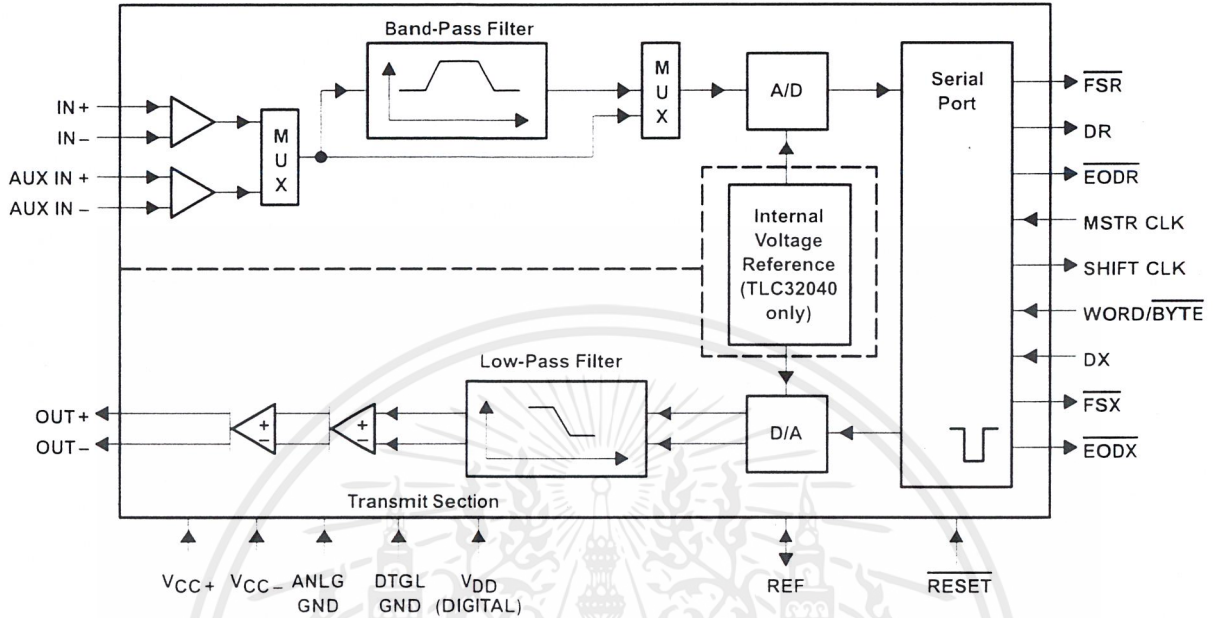 Band-Pass Filter
M
U
X
A/D
Serial
Port
IN+
IN−
AUX IN+
AUX IN−
M
U
X
Internal
Voltage
Reference
(TLC32040
only)
FSR
DR
EODR
MSTR CLK
SHIFT CLK
WORD/BYTE
DX
FSX
EODX
Low-Pass Filter
OUT+
OUT−
+
−
+
−
D/A
Transmit Section
VCC+
VCC−
ANLG
GND
DTGL
GND
VDD
(DIGITAL)
REF
RESET